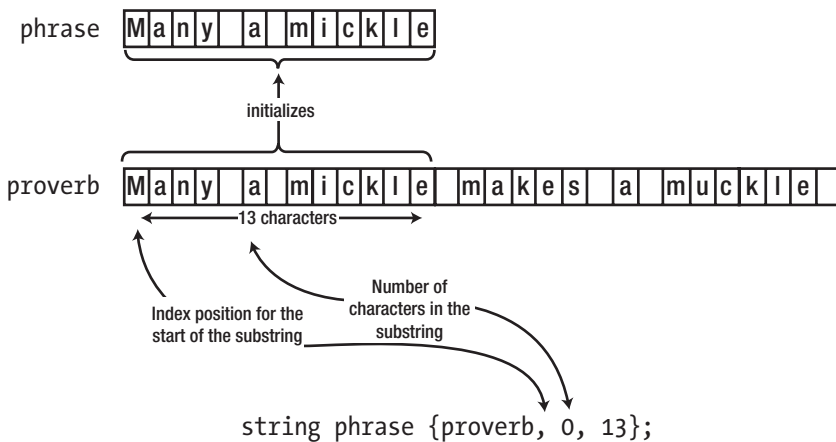 phrase Many a mickle
initializes
proverb Many a mickle makes a muckle
13 characters
Index position for the
start of the substring
Number of
characters in the
substring
string phrase {proverb, 0, 13};